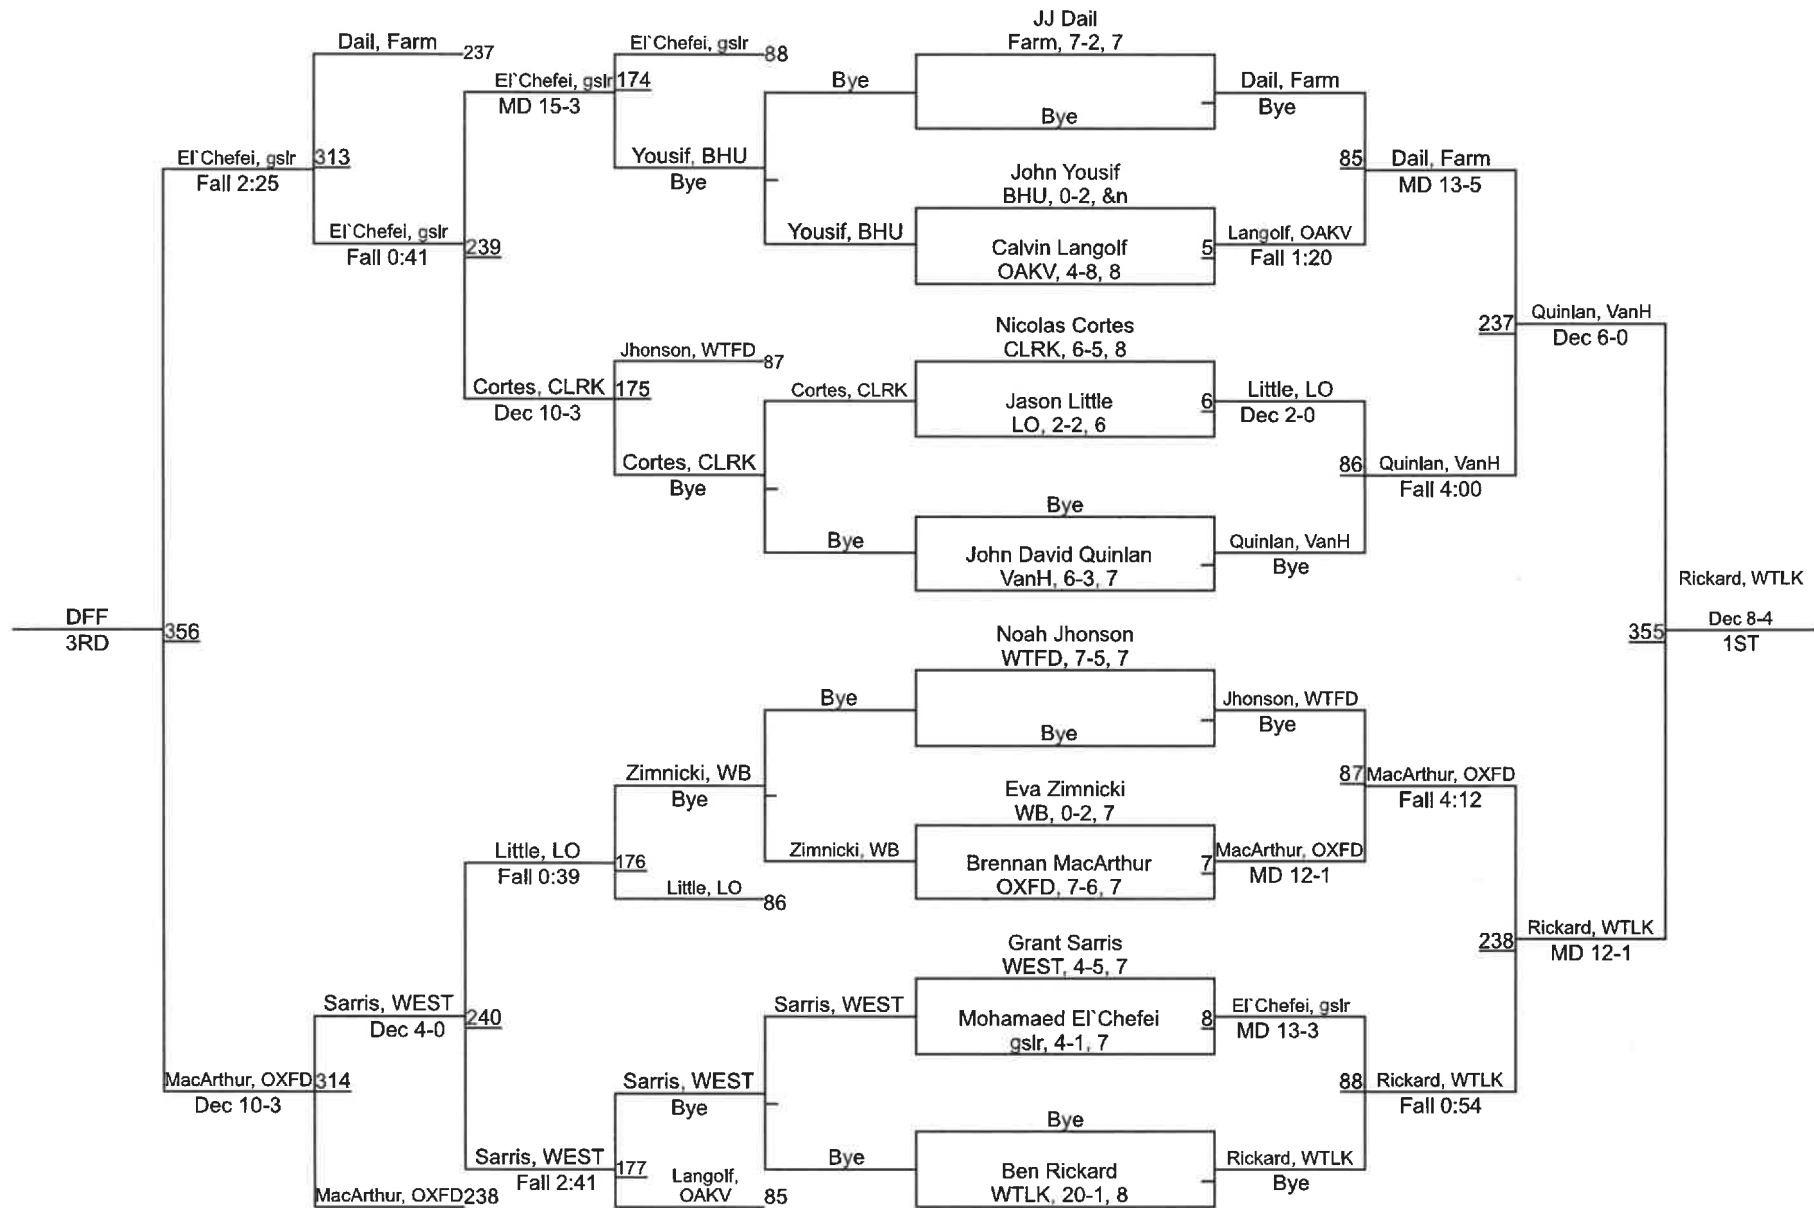 JJ Dail
Farm, 7-2, 7
Bye
John Yousif
BHU, 0-2, &n
Calvin Langolf
OAKV, 4-8, 8
5
Nicolas Cortes
CLRK, 6-5, 8
Jason Little
LO, 2-2, 6
6
Bye
John David Quinlan
VanH, 6-3, 7
Noah Jhonson
WTFD, 7-5, 7
Bye
Eva Zimnicki
WB, 0-2, 7
Brennan MacArthur
OXFD, 7-6, 7
7
Grant Sarris
WEST, 4-5, 7
Mohamaed El`Chefei
gslr, 4-1, 7
8
Bye
Ben Rickard
WTLK, 20-1, 8
Dail, Farm
Bye
Langolf, OAKV
Fall 1:20
Little, LO
Dec 2-0
Quinlan, VanH
Bye
Jhonson, WTFD
Bye
MacArthur, OXFD
MD 12-1
El`Chefei, gslr
MD 13-3
Rickard, WTLK
Bye
85
Dail, Farm
MD 13-5
86
Quinlan, VanH
Fall 4:00
87
MacArthur, OXFD
Fall 4:12
88
Rickard, WTLK
Fall 0:54
237
Quinlan, VanH
Dec 6-0
238
Rickard, WTLK
MD 12-1
355
Rickard, WTLK
Dec 8-4
1ST
Bye
Yousif, BHU
Cortes, CLRK
Bye
Bye
Zimnicki, WB
Sarris, WEST
Bye
El`Chefei, gslr
88
Yousif, BHU
Bye
Jhonson, WTFD
87
Cortes, CLRK
Bye
Zimnicki, WB
Bye
Little, LO
86
Sarris, WEST
Bye
Langolf,
OAKV
85
El`Chefei, gslr
MD 15-3
174
Cortes, CLRK
Dec 10-3
175
Little, LO
Fall 0:39
176
Sarris, WEST
Fall 2:41
177
Dail, Farm
237
El`Chefei, gslr
Fall 0:41
239
Sarris, WEST
Dec 4-0
240
MacArthur, OXFD
238
El`Chefei, gslr
Fall 2:25
313
MacArthur, OXFD
Dec 10-3
314
DFF
3RD
356